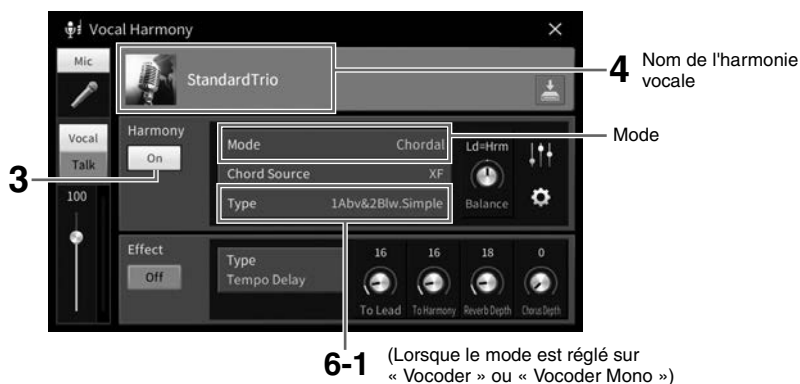 Vocal Harmony
Mic
StandardTrio
4 Nom de l'harmonie
vocale
Vocal
Talk
100
Harmony
On
3
Mode Chordal
Mode
Chord Source XF
Type 1Abv&2Blw.Simple
Ld=Hrm
Balance
Effect
Off
Type
Tempo Delay
16 16 18 0
To Lead To Harmony Reverb Depth Chorus Depth
6-1 (Lorsque le mode est réglé sur
« Vocoder » ou « Vocoder Mono »)